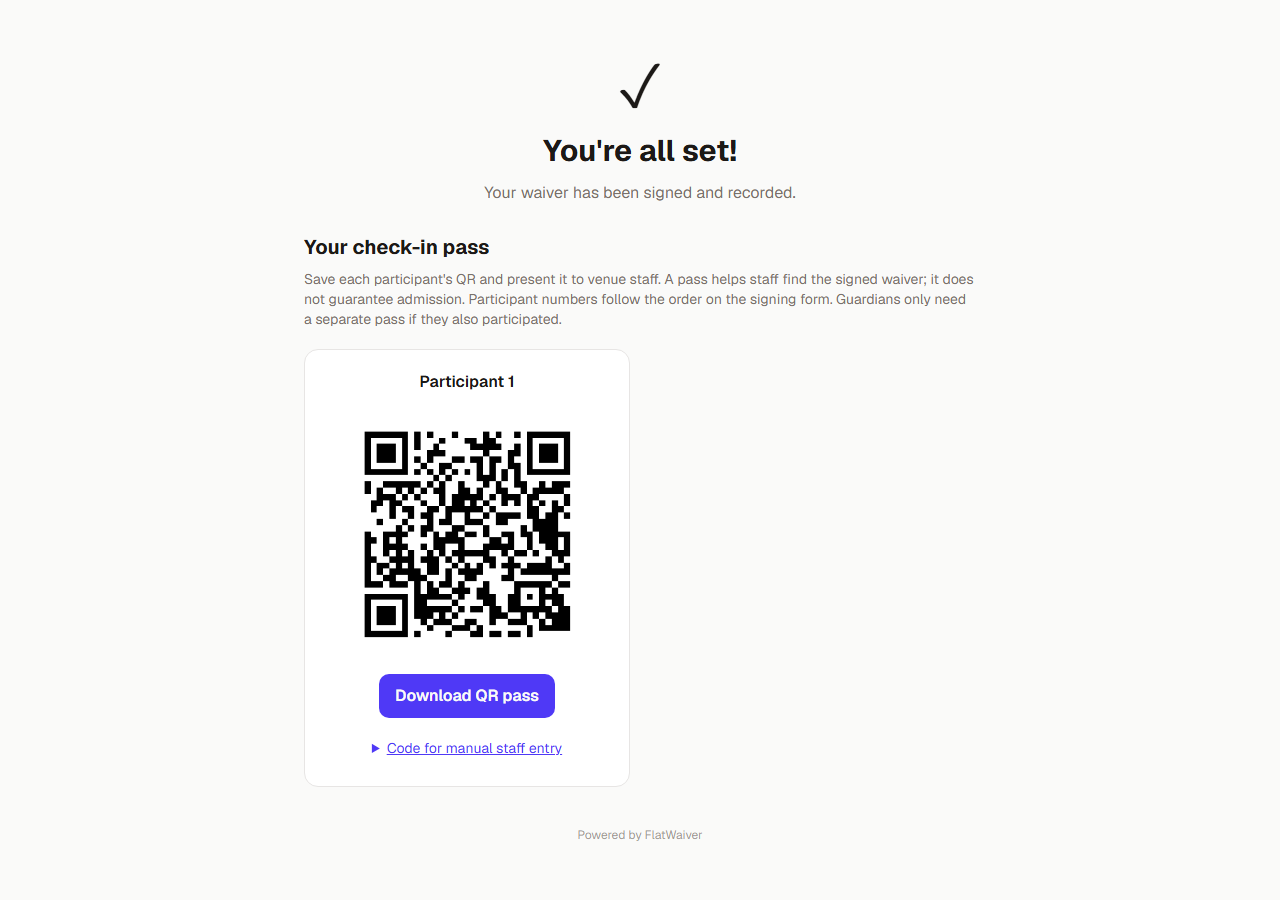 You're all set!
Your waiver has been signed and recorded.
Your check-in pass
Save each participant's QR and present it to venue staff. A pass helps staff find the signed waiver; it does
not guarantee admission. Participant numbers follow the order on the signing form. Guardians only need
a separate pass if they also participated.
Participant 1
Download QR pass
Code for manual staff entry
Powered by FlatWaiver